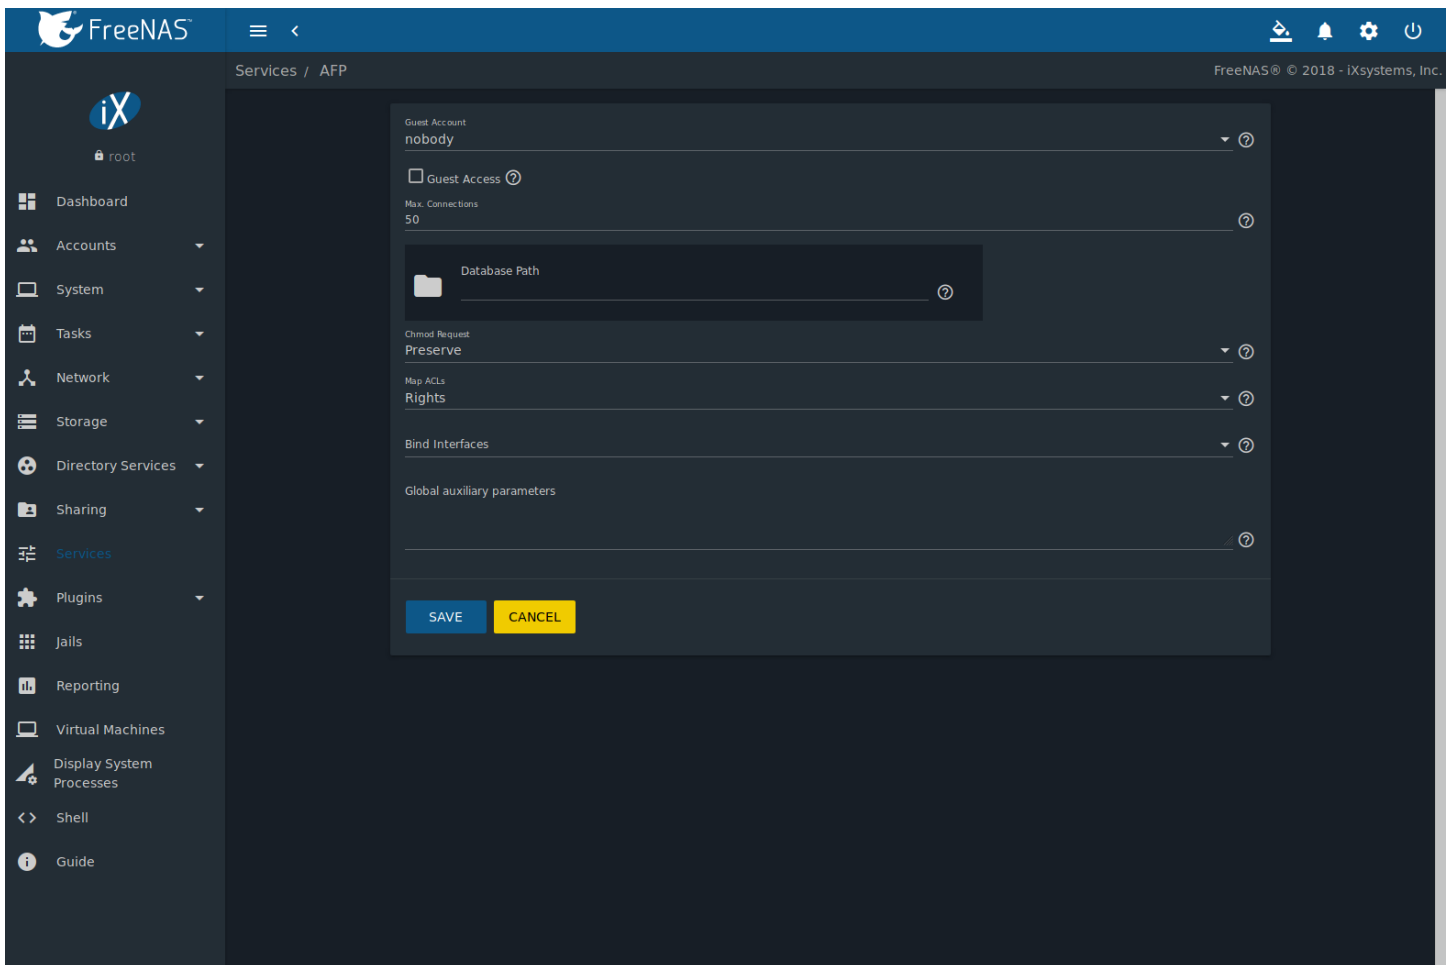 FreeNAS™
Services / AFP
FreeNAS® © 2018 - iXsystems, Inc.
iX
root
Dashboard
Accounts
System
Tasks
Network
Storage
Directory Services
Sharing
Services
Plugins
Jails
Reporting
Virtual Machines
Display System
Processes
Shell
Guide
Guest Account
nobody
Guest Access
Max. Connections
50
Database Path
Chmod Request
Preserve
Map ACLs
Rights
Bind Interfaces
Global auxiliary parameters
SAVE
CANCEL